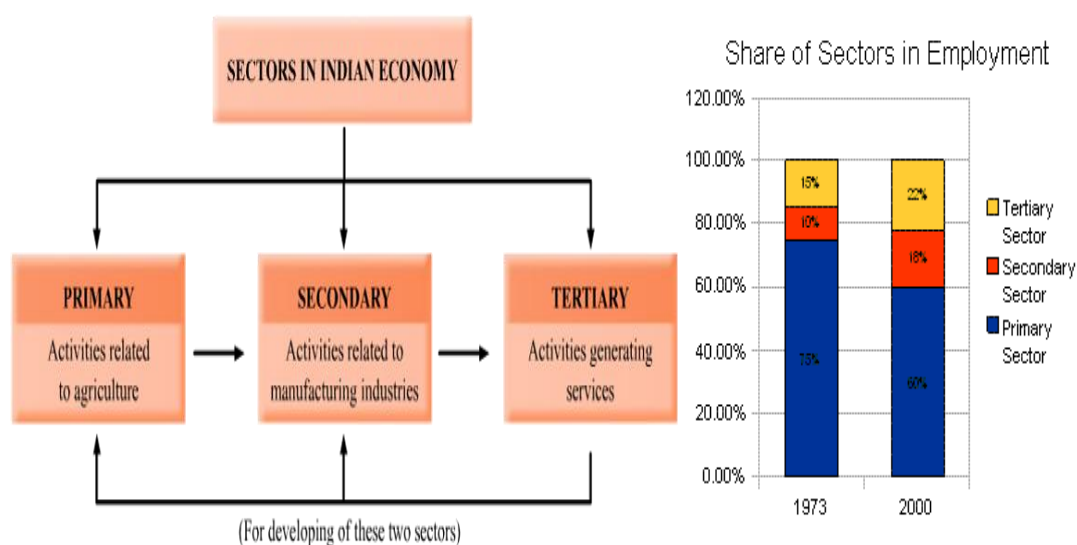 SECTORS IN INDIAN ECONOMY
PRIMARY
Activities related
to agriculture
SECONDARY
Activities related to
manufacturing industries
TERTIARY
Activities generating
services
(For developing of these two sectors)
Share of Sectors in Employment
120.00%
100.00%
80.00%
60.00%
40.00%
20.00%
0.00%
15%
10%
75%
22%
18%
60%
1973
2000
Tertiary
Sector
Secondary
Sector
Primary
Sector